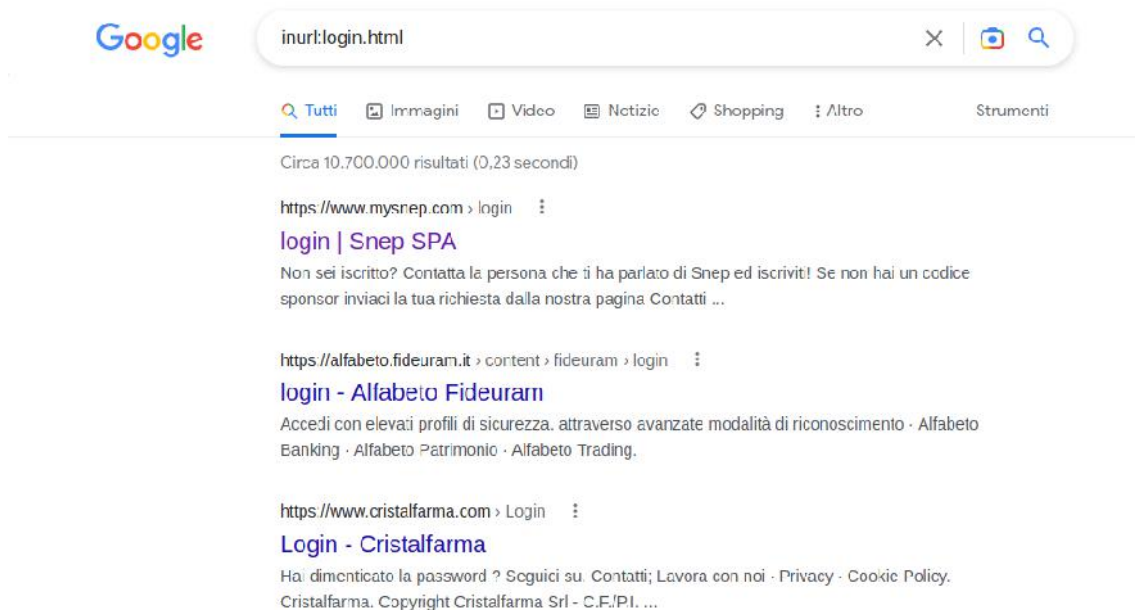 Google
inurl:login.html
Tutti Immagini Video Notizie Shopping Altro Strumenti
Circa 10.700.000 risultati (0,23 secondi)
https://www.mysnep.com › login
login | Snep SPA
Non sei iscritto? Contatta la persona che ti ha parlato di Snep ed iscriviti! Se non hai un codice
sponsor inviaci la tua richiesta dalla nostra pagina Contatti ...
https://alfabeto.fideuram.it › content › fideuram › login
login - Alfabeto Fideuram
Accedi con elevati profili di sicurezza. attraverso avanzate modalità di riconoscimento · Alfabeto
Banking · Alfabeto Patrimonio · Alfabeto Trading.
https://www.cristalfarma.com › Login
Login - Cristalfarma
Hai dimenticato la password ? Seguici su. Contatti; Lavora con noi · Privacy · Cookie Policy.
Cristalfarma. Copyright Cristalfarma Srl - C.F./P.I. ...